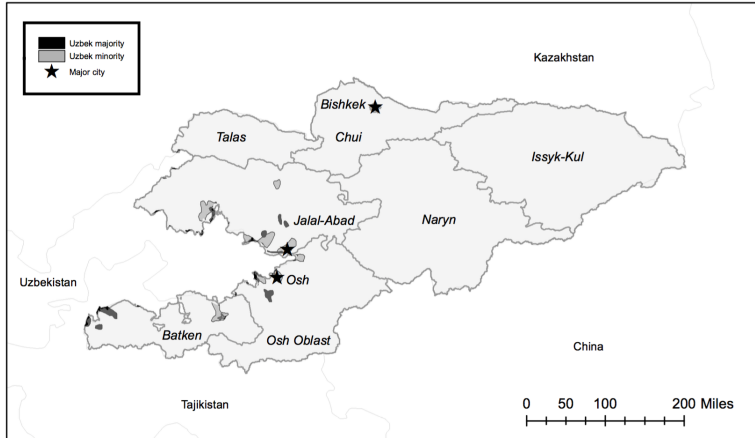 Uzbek majority
Uzbek minority
Major city
Kazakhstan
Bishkek
Talas
Chui
Issyk-Kul
Jalal-Abad
Naryn
Uzbekistan
Osh
Batken
Osh Oblast
China
Tajikistan
0 50 100 200 Miles